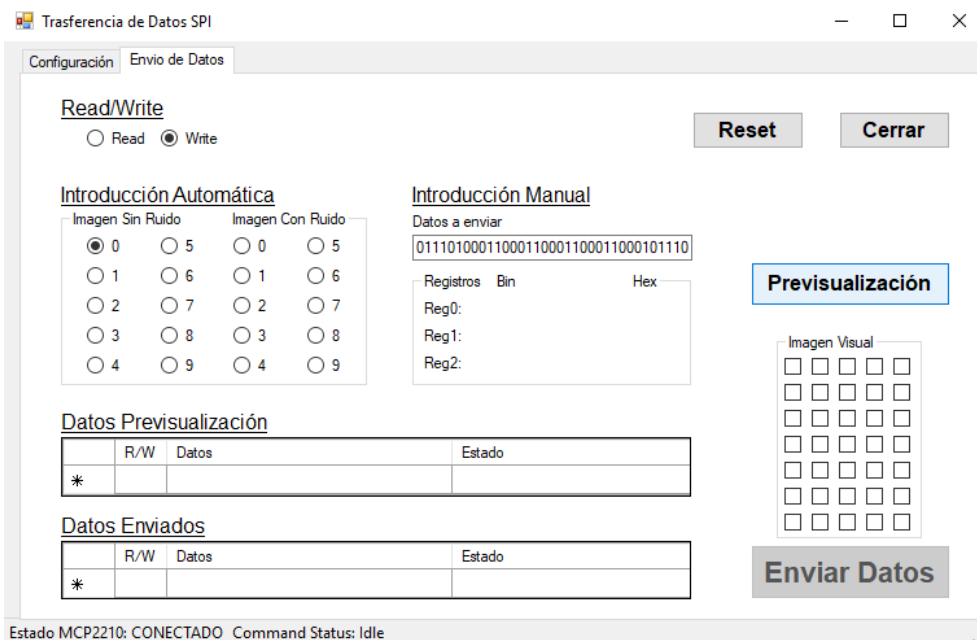 Trasferencia de Datos SPI
Configuración Envio de Datos
Read/Write
Read Write
Reset Cerrar
Introducción Automática
Imagen Sin Ruido Imagen Con Ruido
0 5 0 5
1 6 1 6
2 7 2 7
3 8 3 8
4 9 4 9
Introducción Manual
Datos a enviar
01110100011000110001100011000101110
Registros Bin Hex
Reg0:
Reg1:
Reg2:
Previsualización
Imagen Visual
Datos Previsualización
R/W Datos Estado
Datos Enviados
R/W Datos Estado
Enviar Datos
Estado MCP2210: CONECTADO Command Status: Idle